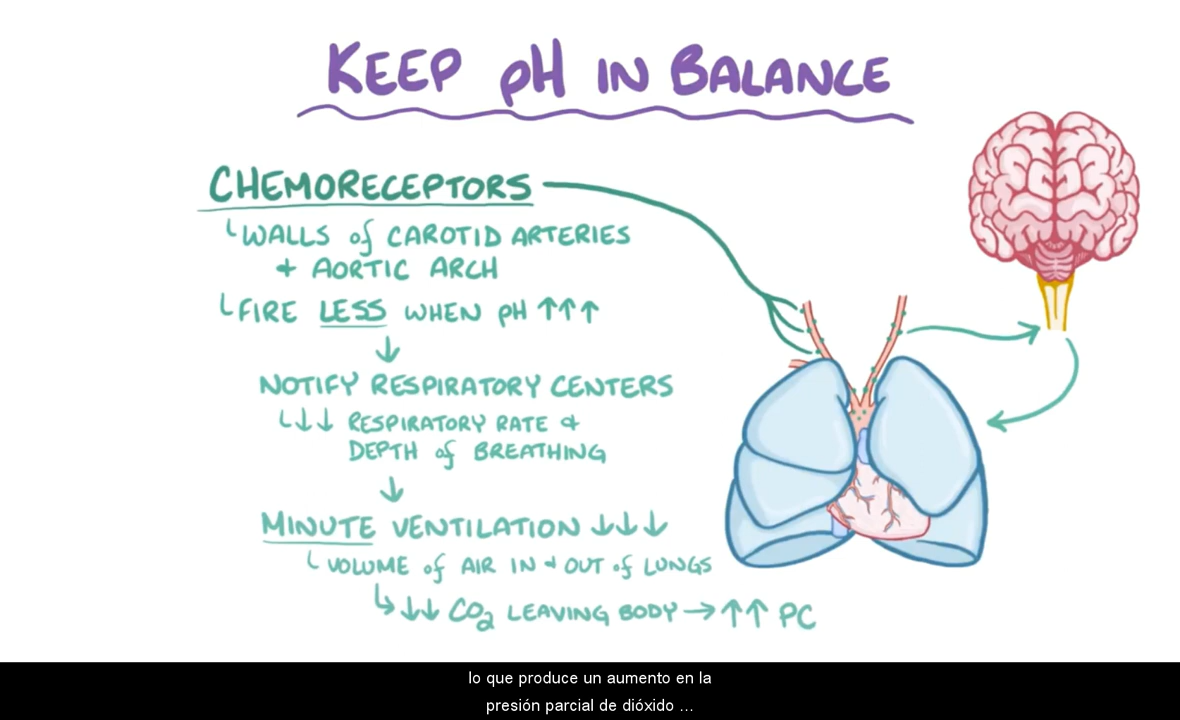 KEEP pH IN BALANCE
CHEMORECEPTORS
WALLS of CAROTID ARTERIES
+ AORTIC ARCH
FIRE LESS WHEN pH ↑↑↑
↓
NOTIFY RESPIRATORY CENTERS
↓↓ RESPIRATORY RATE +
DEPTH of BREATHING
↓
MINUTE VENTILATION ↓↓↓
VOLUME of AIR IN + OUT of LUNGS
↳ ↓↓ CO₂ LEAVING BODY → ↑↑ PC
lo que produce un aumento en la
presión parcial de dióxido ...